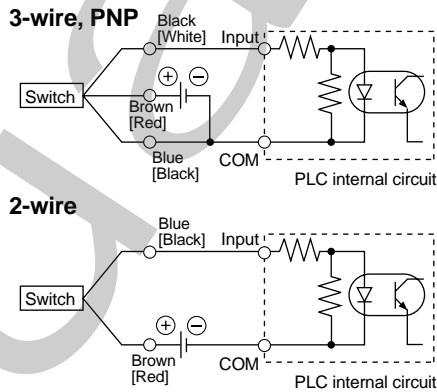 3-wire, PNP
Black
[White]
Input
Switch
+ −
Brown
[Red]
Blue
[Black]
COM
PLC internal circuit
2-wire
Blue
[Black]
Input
Switch
+ −
Brown
[Red]
COM
PLC internal circuit